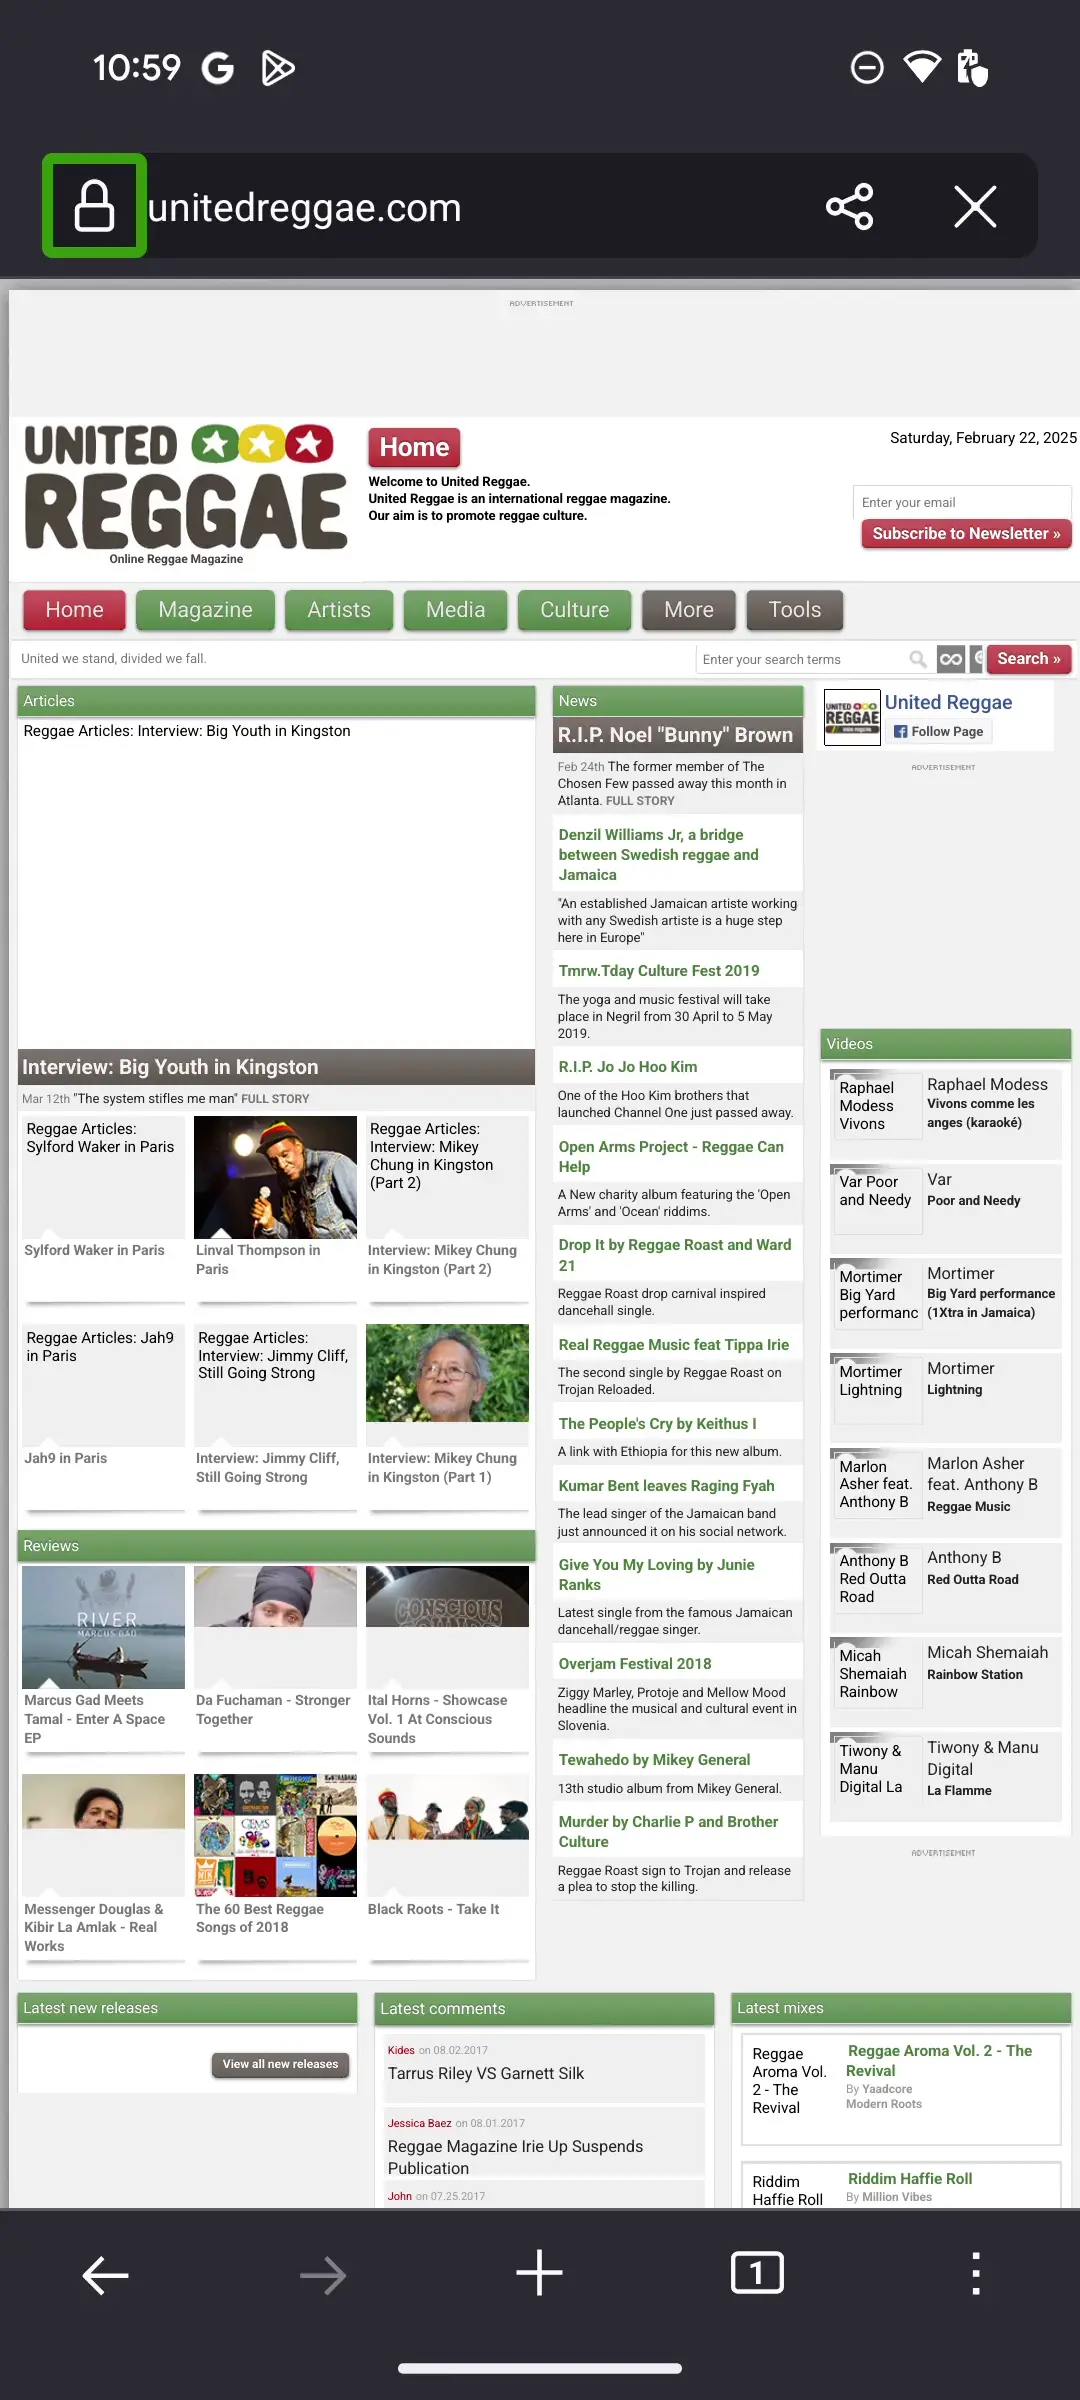 10:59
unitedreggae.com
ADVERTISEMENT
UNITED
REGGAE
Online Reggae Magazine
Home
Welcome to United Reggae.
United Reggae is an international reggae magazine.
Our aim is to promote reggae culture.
Saturday, February 22, 2025
Enter your email
Subscribe to Newsletter »
Home
Magazine
Artists
Media
Culture
More
Tools
United we stand, divided we fall.
Enter your search terms
Search »
Articles
Reggae Articles: Interview: Big Youth in Kingston
Interview: Big Youth in Kingston
Mar 12th "The system stifles me man" FULL STORY
Reggae Articles:
Sylford Waker in Paris
Sylford Waker in Paris
Linval Thompson in
Paris
Reggae Articles:
Interview: Mikey
Chung in Kingston
(Part 2)
Interview: Mikey Chung
in Kingston (Part 2)
Reggae Articles: Jah9
in Paris
Jah9 in Paris
Reggae Articles:
Interview: Jimmy Cliff,
Still Going Strong
Interview: Jimmy Cliff,
Still Going Strong
Interview: Mikey Chung
in Kingston (Part 1)
Reviews
RIVER
MARCUS GAD
Marcus Gad Meets
Tamal - Enter A Space
EP
Da Fuchaman - Stronger
Together
CONSCIOUS
Ital Horns - Showcase
Vol. 1 At Conscious
Sounds
Messenger Douglas &
Kibir La Amlak - Real
Works
GEMS
The 60 Best Reggae
Songs of 2018
Black Roots - Take It
News
R.I.P. Noel "Bunny" Brown
Feb 24th The former member of The
Chosen Few passed away this month in
Atlanta. FULL STORY
Denzil Williams Jr, a bridge
between Swedish reggae and
Jamaica
"An established Jamaican artiste working
with any Swedish artiste is a huge step
here in Europe"
Tmrw.Tday Culture Fest 2019
The yoga and music festival will take
place in Negril from 30 April to 5 May
2019.
R.I.P. Jo Jo Hoo Kim
One of the Hoo Kim brothers that
launched Channel One just passed away.
Open Arms Project - Reggae Can
Help
A New charity album featuring the 'Open
Arms' and 'Ocean' riddims.
Drop It by Reggae Roast and Ward
21
Reggae Roast drop carnival inspired
dancehall single.
Real Reggae Music feat Tippa Irie
The second single by Reggae Roast on
Trojan Reloaded.
The People's Cry by Keithus I
A link with Ethiopia for this new album.
Kumar Bent leaves Raging Fyah
The lead singer of the Jamaican band
just announced it on his social network.
Give You My Loving by Junie
Ranks
Latest single from the famous Jamaican
dancehall/reggae singer.
Overjam Festival 2018
Ziggy Marley, Protoje and Mellow Mood
headline the musical and cultural event in
Slovenia.
Tewahedo by Mikey General
13th studio album from Mikey General.
Murder by Charlie P and Brother
Culture
Reggae Roast sign to Trojan and release
a plea to stop the killing.
UNITED
REGGAE
United Reggae
Follow Page
ADVERTISEMENT
Videos
Raphael
Modess
Vivons
Raphael Modess
Vivons comme les
anges (karaoké)
Var Poor
and Needy
Var
Poor and Needy
Mortimer
Big Yard
performanc
Mortimer
Big Yard performance
(1Xtra in Jamaica)
Mortimer
Lightning
Mortimer
Lightning
Marlon
Asher feat.
Anthony B
Marlon Asher
feat. Anthony B
Reggae Music
Anthony B
Red Outta
Road
Anthony B
Red Outta Road
Micah
Shemaiah
Rainbow
Micah Shemaiah
Rainbow Station
Tiwony &
Manu
Digital La
Tiwony & Manu
Digital
La Flamme
ADVERTISEMENT
Latest new releases
View all new releases
Latest comments
Kides on 08.02.2017
Tarrus Riley VS Garnett Silk
Jessica Baez on 08.01.2017
Reggae Magazine Irie Up Suspends
Publication
John on 07.25.2017
Latest mixes
Reggae
Aroma Vol.
2 - The
Revival
Reggae Aroma Vol. 2 - The
Revival
By Yaadcore
Modern Roots
Riddim
Haffie Roll
Riddim Haffie Roll
By Million Vibes
1